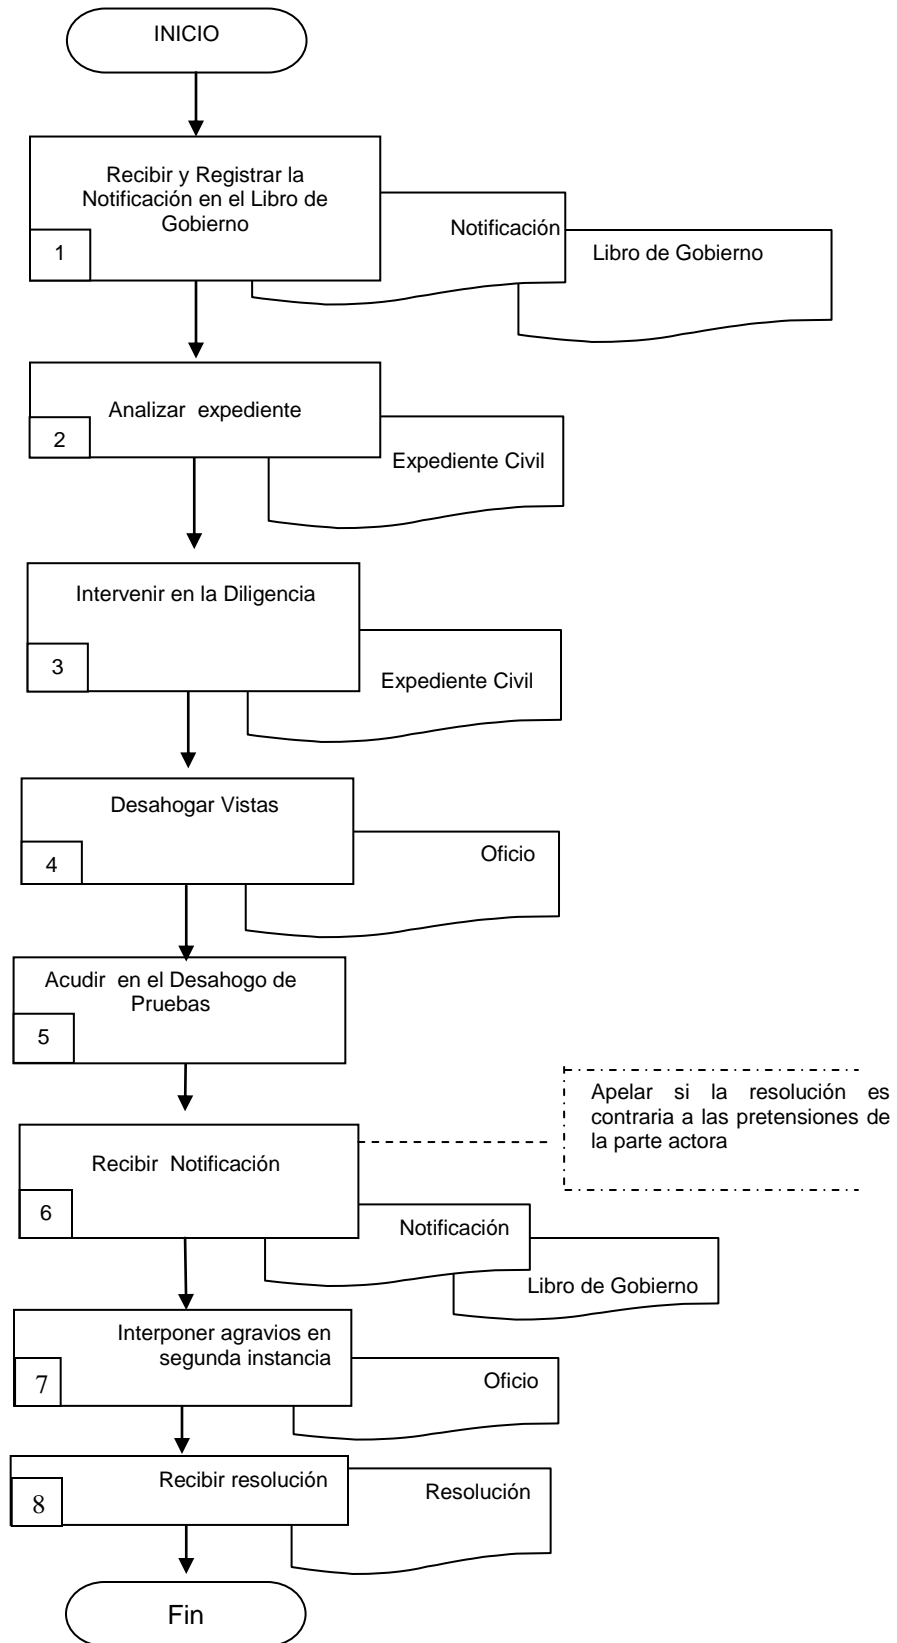 INICIO
Recibir y Registrar la
Notificación en el Libro de
Gobierno
1
Notificación
Libro de Gobierno
Analizar expediente
2
Expediente Civil
Intervenir en la Diligencia
3
Expediente Civil
Desahogar Vistas
4
Oficio
Acudir en el Desahogo de
Pruebas
5
Apelar si la resolución es
contraria a las pretensiones de
la parte actora
Recibir Notificación
6
Notificación
Libro de Gobierno
Interponer agravios en
segunda instancia
7
Oficio
Recibir resolución
8
Resolución
Fin